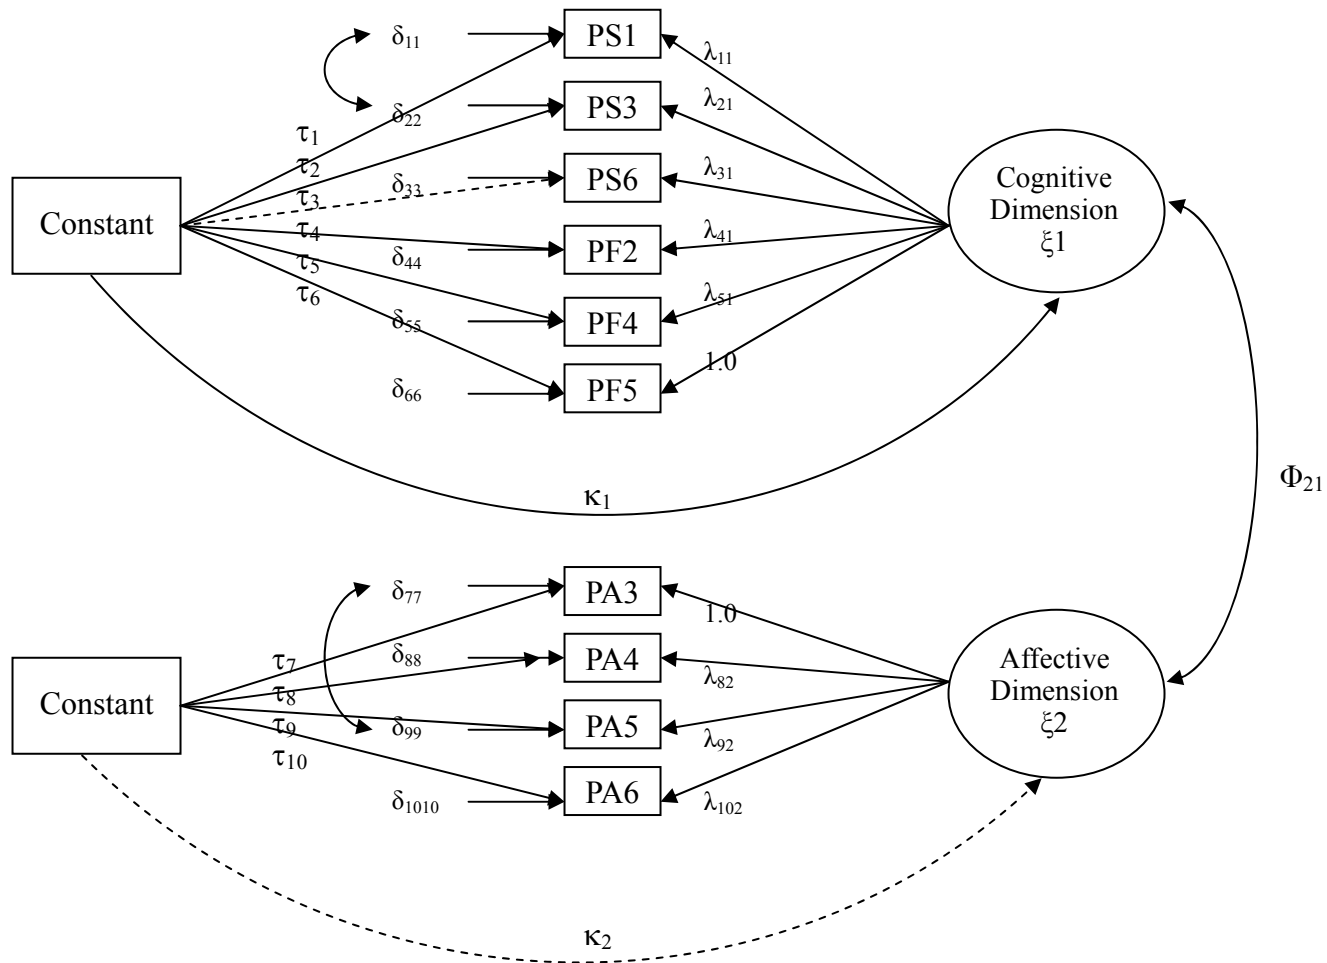 δ11
PS1
λ11
δ22
PS3
λ21
τ1
τ2
τ3
τ4
τ5
τ6
Constant
δ33
PS6
λ31
Cognitive
Dimension
ξ1
δ44
PF2
λ41
δ55
PF4
λ51
δ66
PF5
1.0
κ1
Φ21
δ77
PA3
1.0
Constant
τ7
τ8
τ9
τ10
δ88
PA4
λ82
Affective
Dimension
ξ2
δ99
PA5
λ92
δ1010
PA6
λ102
κ2